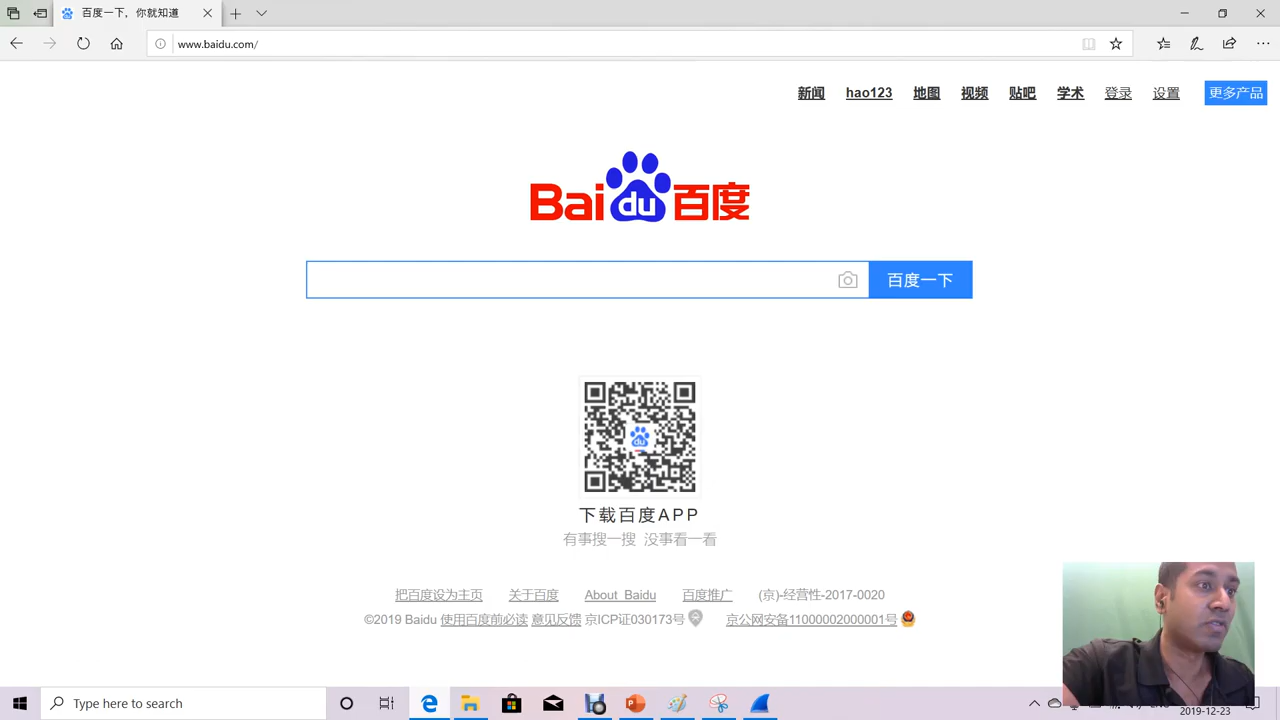 百度一下，你就知道
www.baidu.com/
新闻 hao123 地图 视频 贴吧 学术 登录 设置 更多产品
Bai du 百度
百度一下
du
下载百度APP
有事搜一搜 没事看一看
把百度设为主页 关于百度 About Baidu 百度推广 (京)-经营性-2017-0020
©2019 Baidu 使用百度前必读 意见反馈 京ICP证030173号 京公网安备11000002000001号
Type here to search
2019-12-23